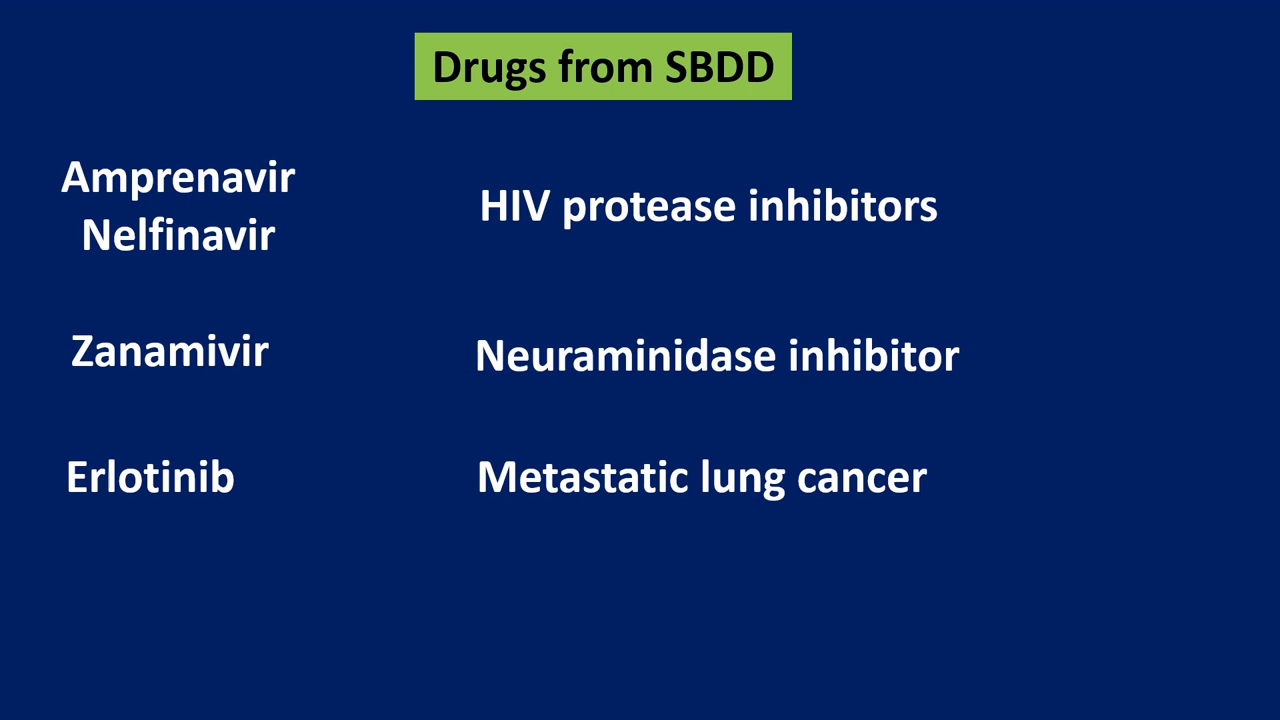 Drugs from SBDD
Amprenavir
Nelfinavir
HIV protease inhibitors
Zanamivir
Neuraminidase inhibitor
Erlotinib
Metastatic lung cancer